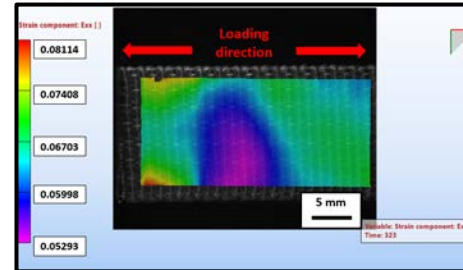 Strain component: Exx [ ]
0.08114
0.07408
0.06703
0.05998
0.05293
Loading
direction
5 mm
Variable: Strain component: Ex
Time: 323